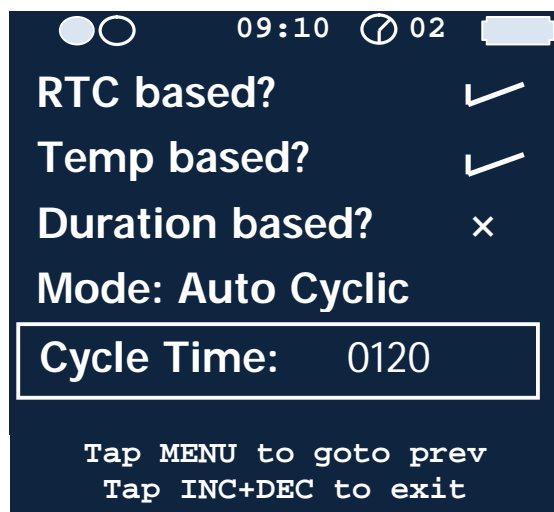 09:10 02
RTC based?
Temp based?
Duration based? ×
Mode: Auto Cyclic
Cycle Time: 0120
Tap MENU to goto prev
Tap INC+DEC to exit